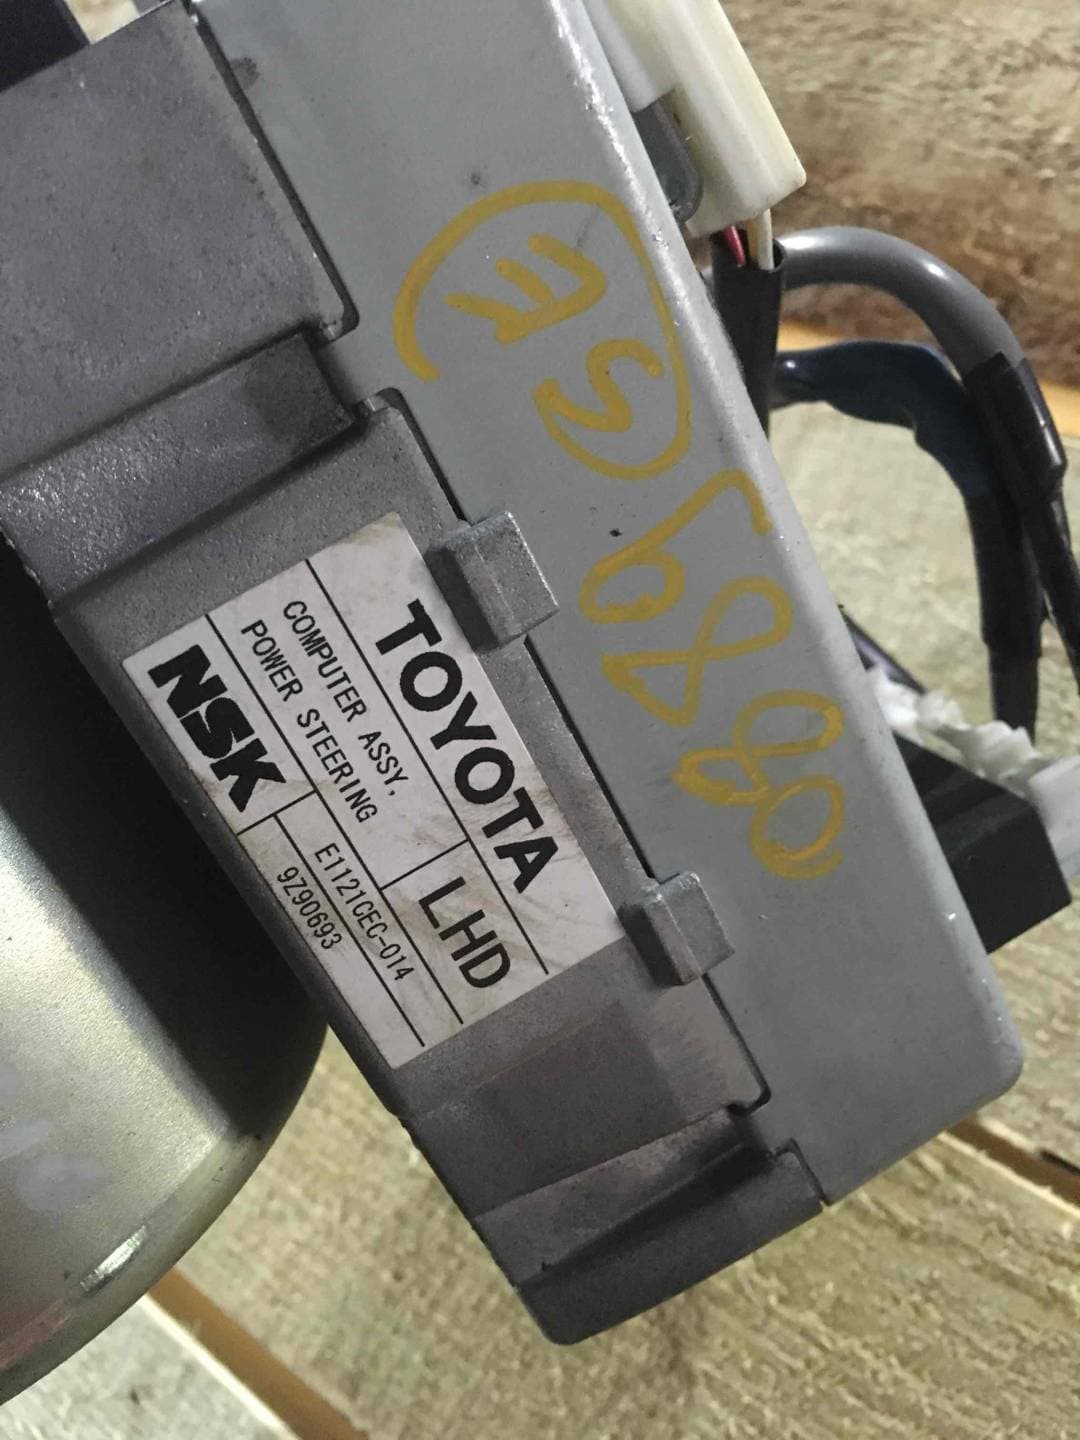 TOYOTA
COMPUTER ASSY,
POWER STEERING
LHD
NSK
E1121CEC-014
9Z90693